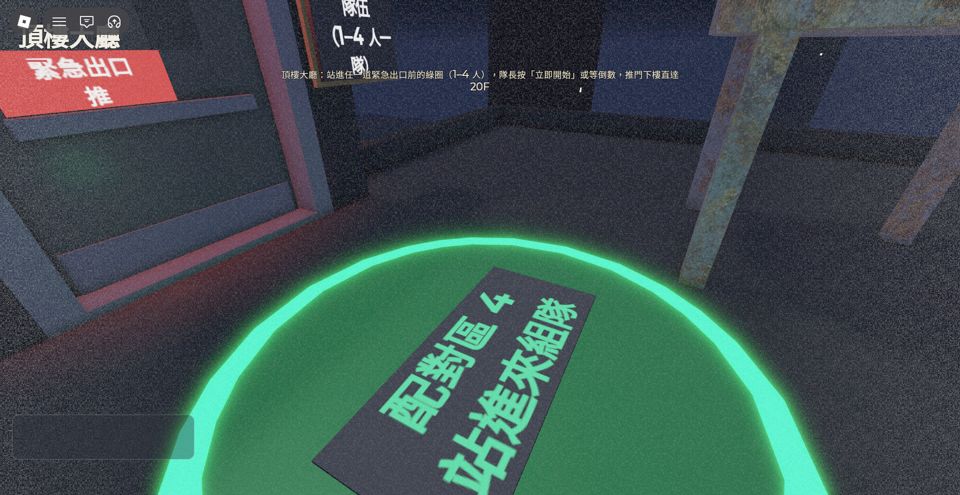 頂樓大廳
緊急出口
推
隊伍
(1–4 人一
隊)
頂樓大廳：站進任一道緊急出口前的綠圈（1–4 人），隊長按「立即開始」或等倒數，推門下樓直達
20F
配對區 4
站進來組隊